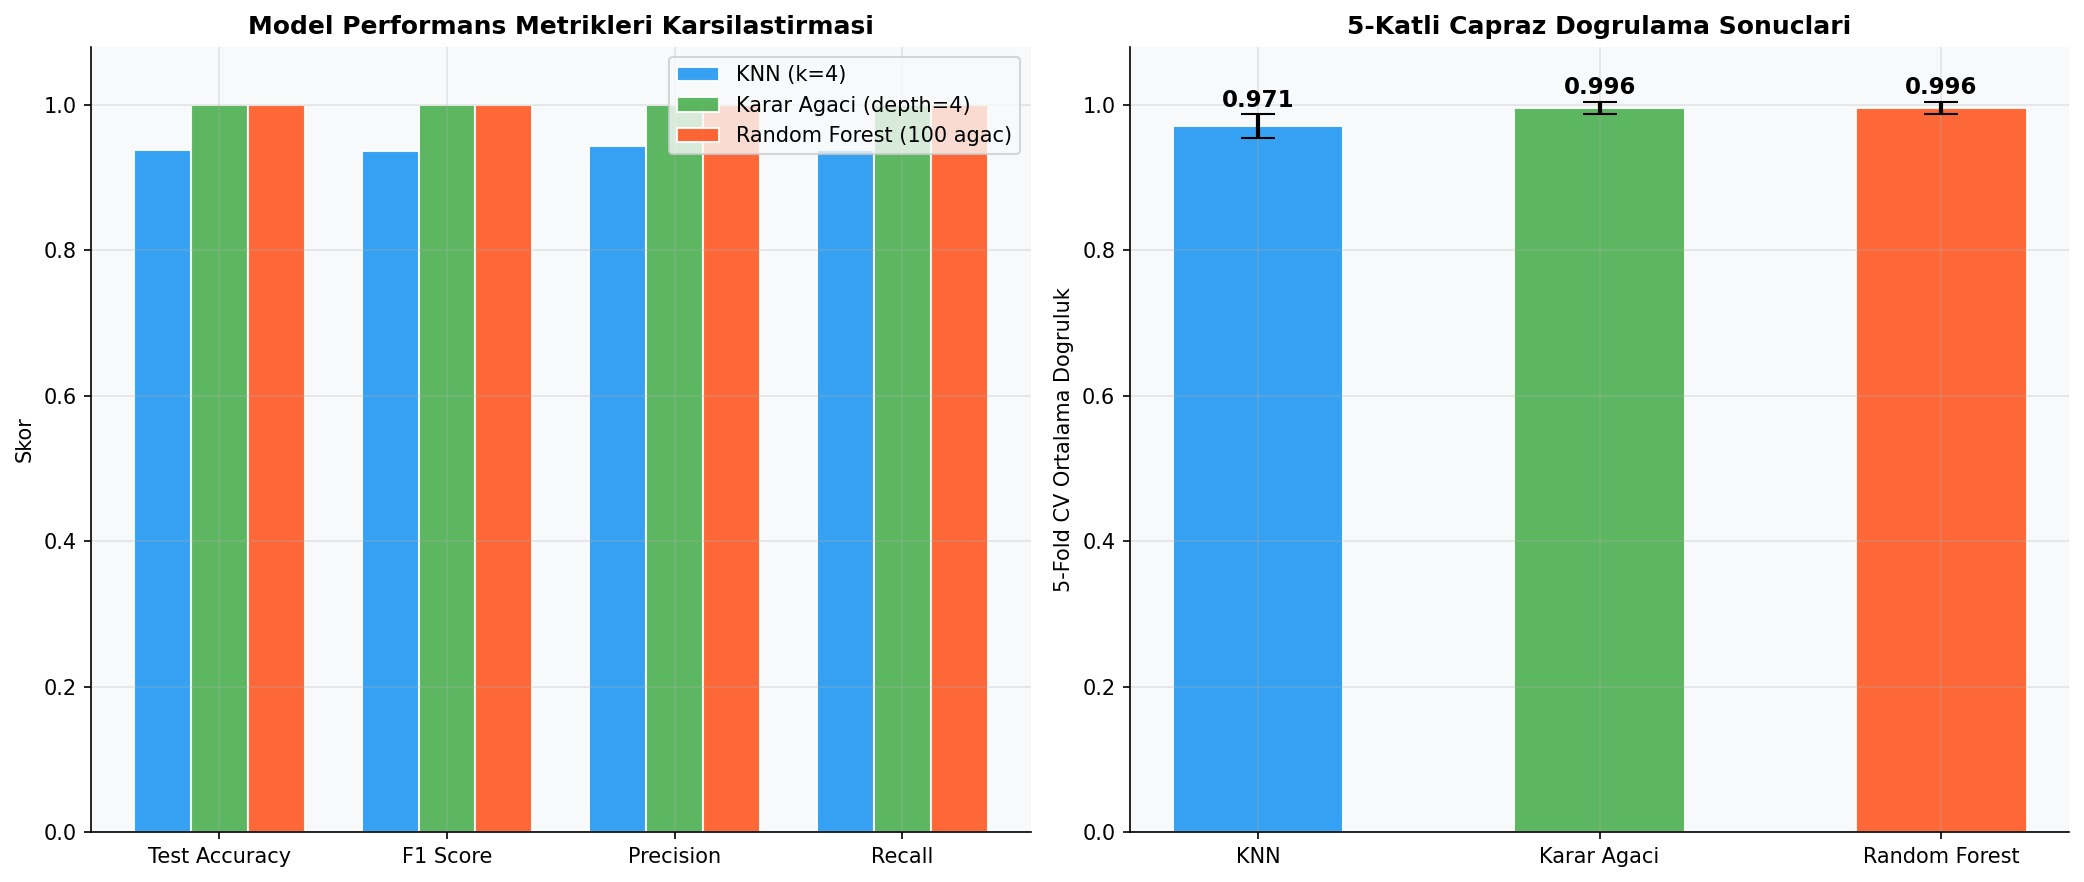 Model Performans Metrikleri Karsilastirmasi
KNN (k=4)
Karar Agaci (depth=4)
Random Forest (100 agac)
Skor
1.0
0.8
0.6
0.4
0.2
0.0
Test Accuracy
F1 Score
Precision
Recall
5-Katli Capraz Dogrulama Sonuclari
5-Fold CV Ortalama Dogruluk
1.0
0.8
0.6
0.4
0.2
0.0
0.971
0.996
0.996
KNN
Karar Agaci
Random Forest